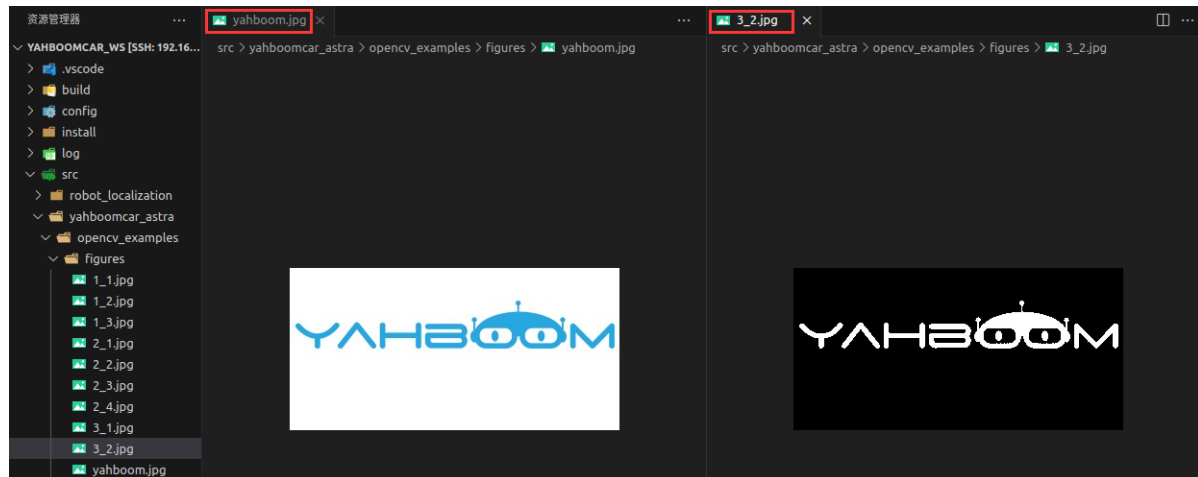 资源管理器 ...
YAHBOOMCAR_WS [SSH: 192.16...
.vscode
build
config
install
log
src
robot_localization
yahboomcar_astra
opencv_examples
figures
1_1.jpg
1_2.jpg
1_3.jpg
2_1.jpg
2_2.jpg
2_3.jpg
2_4.jpg
3_1.jpg
3_2.jpg
yahboom.jpg
yahboom.jpg ...
src > yahboomcar_astra > opencv_examples > figures > yahboom.jpg
YAHBOOM
3_2.jpg ...
src > yahboomcar_astra > opencv_examples > figures > 3_2.jpg
YAHBOOM